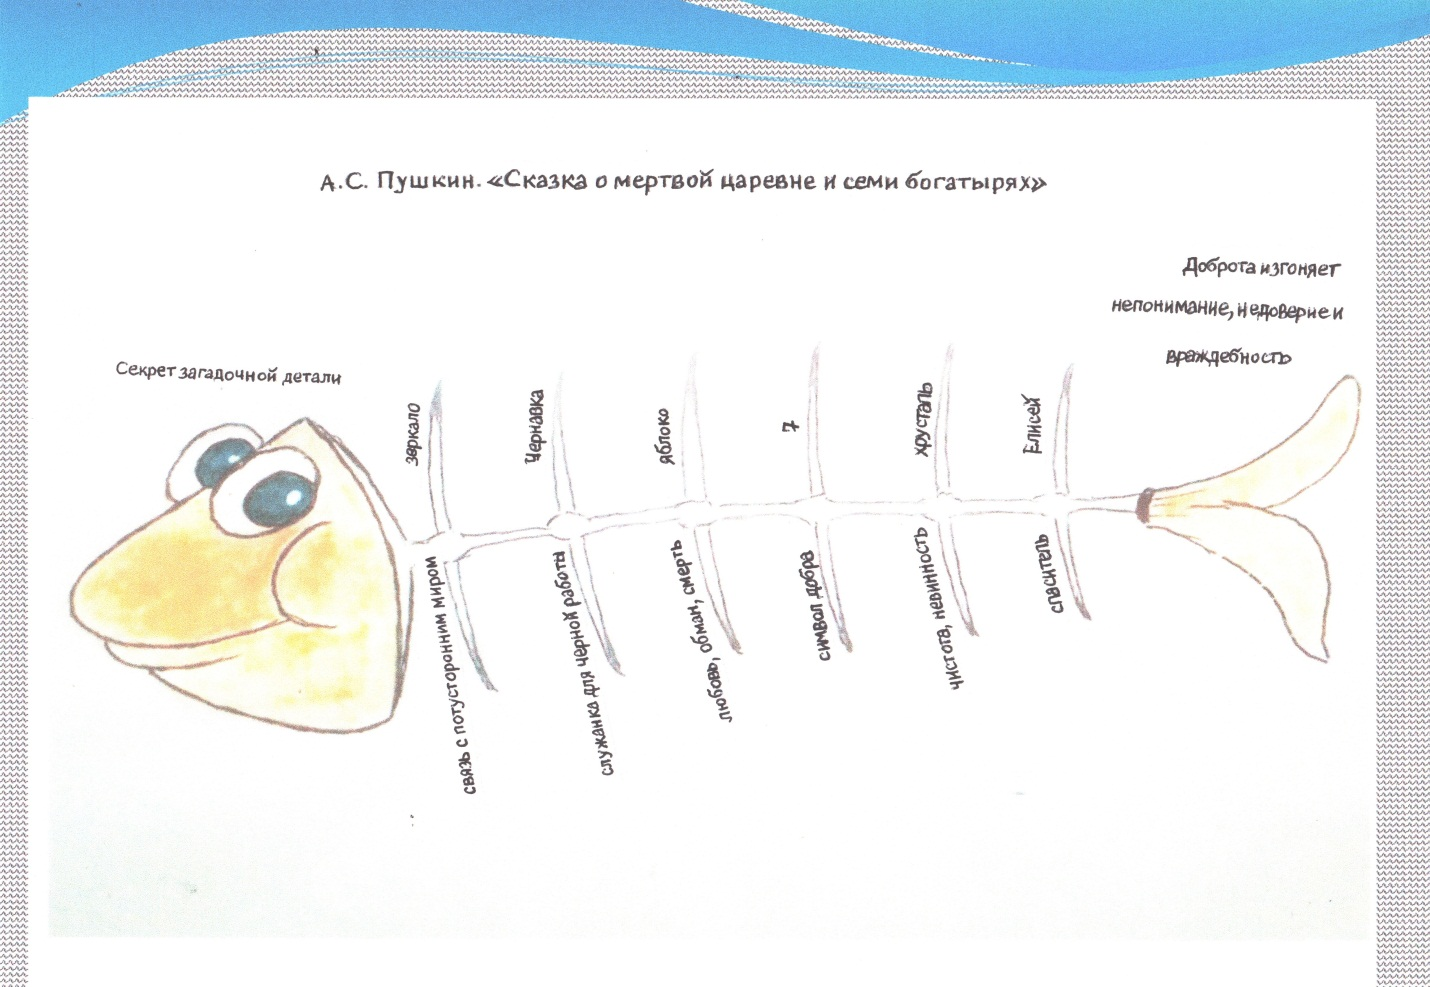 А.С. Пушкин. «Сказка о мертвой царевне и семи богатырях»
Доброта изгоняет
непонимание, недоверие и
враждебность
Секрет загадочной детали
зеркало
Чернавка
яблоко
7
хрусталь
Елисей
связь с потусторонним миром
служанка для черной работы
любовь, обман, смерть
символ добра
чистота, невинность
спаситель